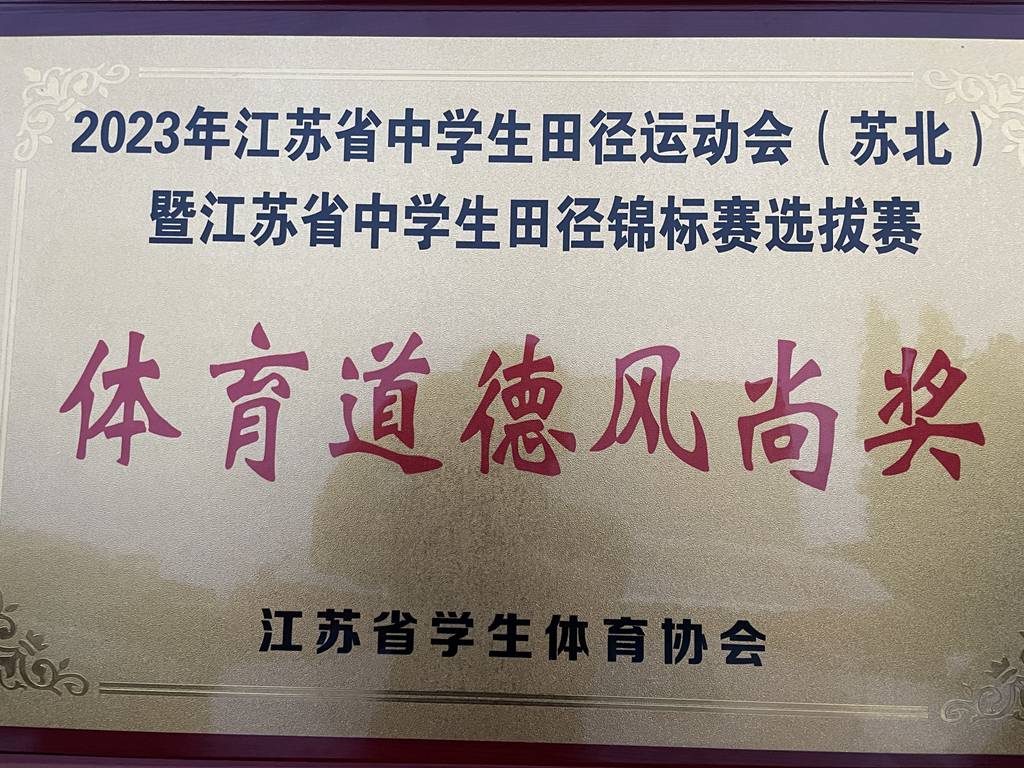 2023年江苏省中学生田径运动会（苏北）
暨江苏省中学生田径锦标赛选拔赛
体育道德风尚奖
江苏省学生体育协会